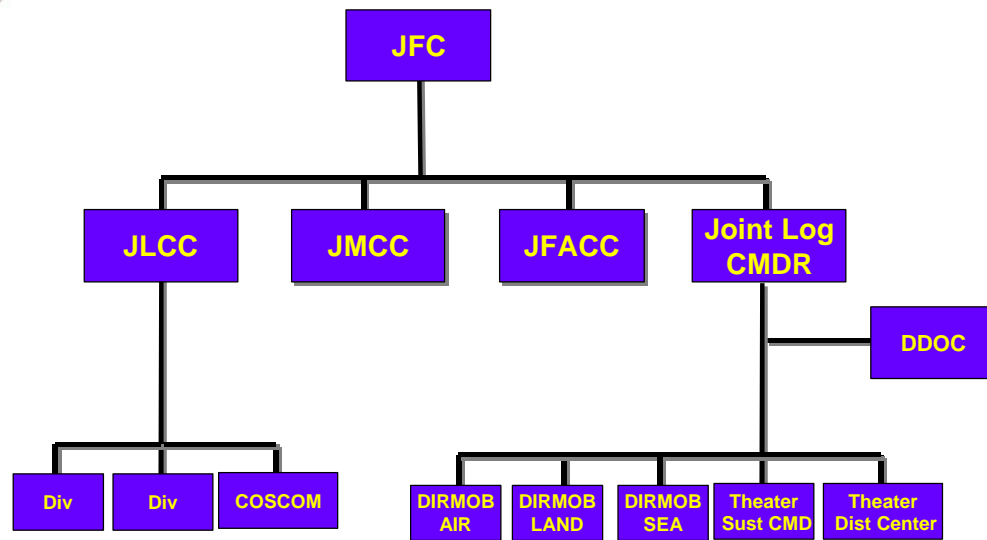 JFC
JLCC
JMCC
JFACC
Joint Log
CMDR
DDOC
Div
Div
COSCOM
DIRMOB
AIR
DIRMOB
LAND
DIRMOB
SEA
Theater
Sust CMD
Theater
Dist Center